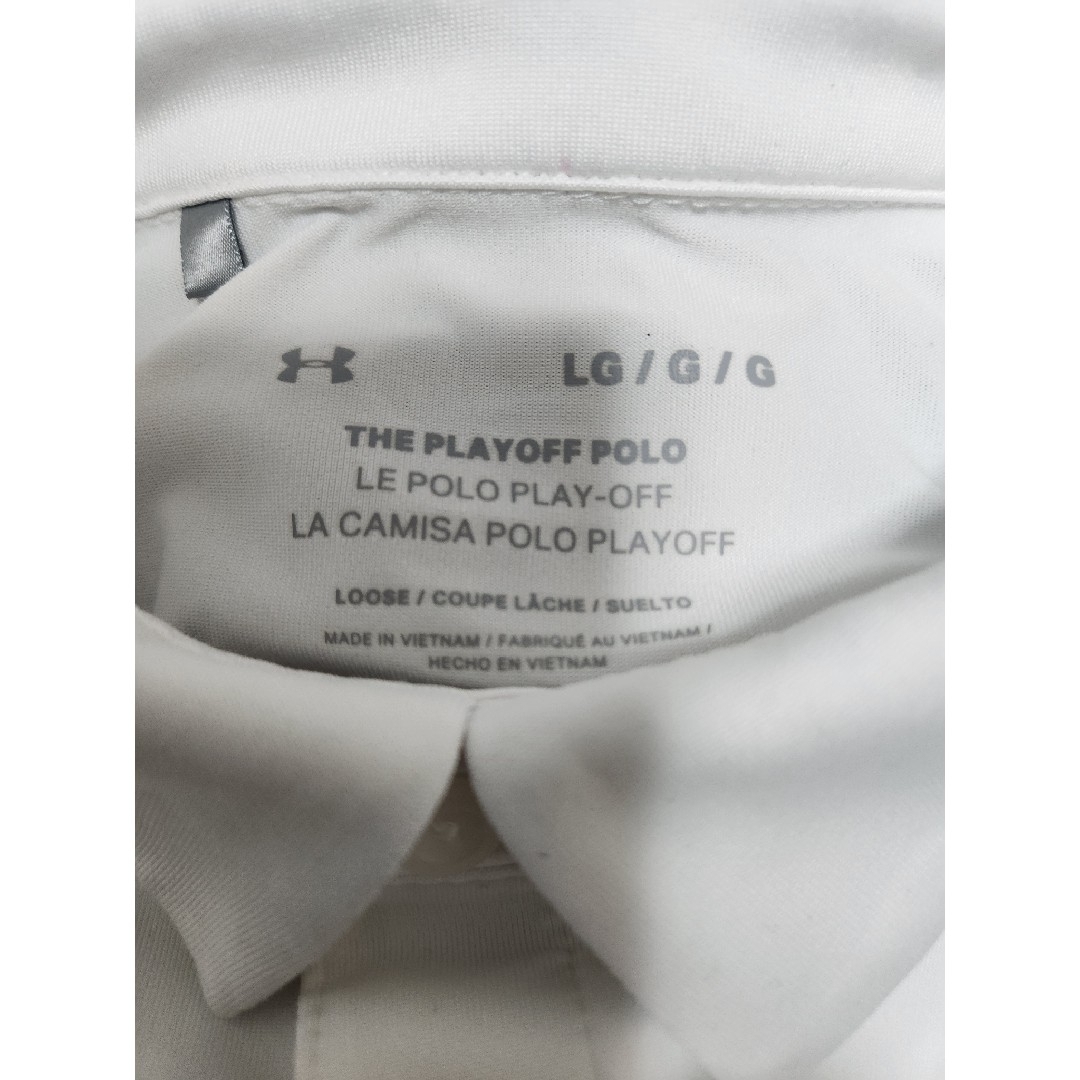 LG / G / G
THE PLAYOFF POLO
LE POLO PLAY-OFF
LA CAMISA POLO PLAYOFF
LOOSE / COUPE LÂCHE / SUELTO
MADE IN VIETNAM / FABRIQUÉ AU VIETNAM /
HECHO EN VIETNAM